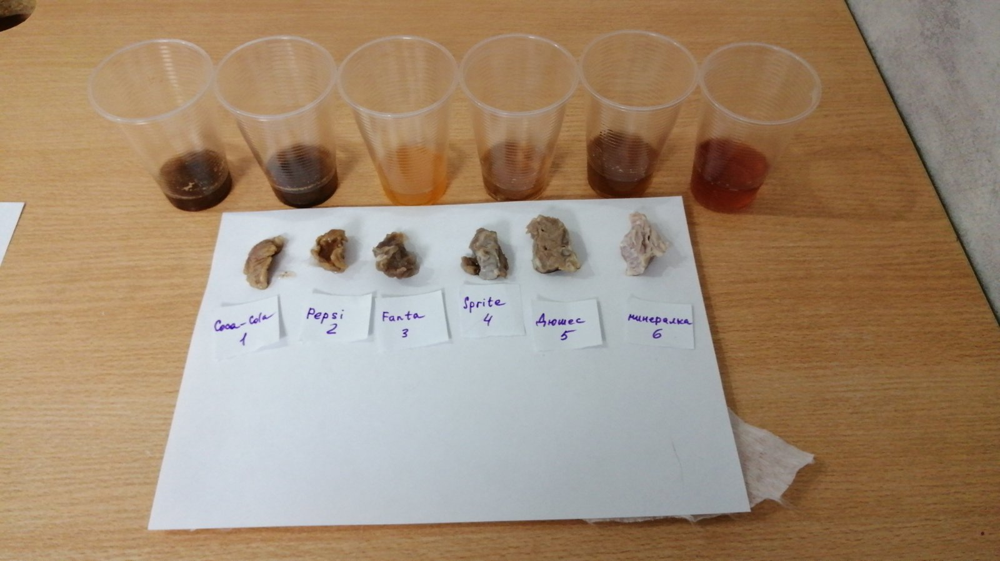 Coca-Cola
1
Pepsi
2
Fanta
3
Sprite
4
Дюшес
5
минералка
6